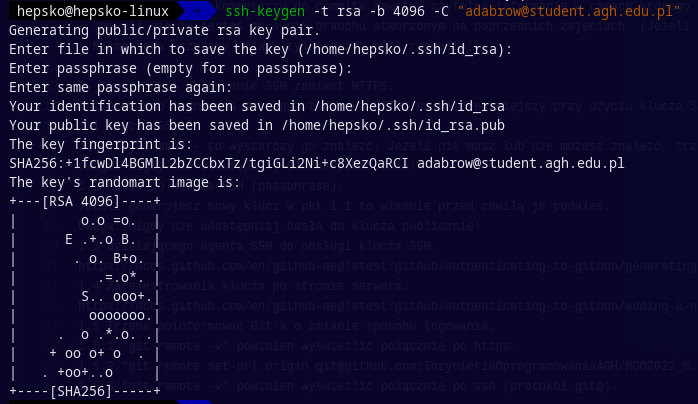 hepsko@hepsko-linux ~ ssh-keygen -t rsa -b 4096 -C "adabrow@student.agh.edu.pl"
Generating public/private rsa key pair.
Enter file in which to save the key (/home/hepsko/.ssh/id_rsa):
Enter passphrase (empty for no passphrase):
Enter same passphrase again:
Your identification has been saved in /home/hepsko/.ssh/id_rsa
Your public key has been saved in /home/hepsko/.ssh/id_rsa.pub
The key fingerprint is:
SHA256:+1fcwDl4BGMlL2bZCCbxTz/tgiGLi2Ni+c8XezQaRCI adabrow@student.agh.edu.pl
The key's randomart image is:
+---[RSA 4096]----+
|        o.o =o.  |
|      E .+.o B.  |
|       . o. B+o. |
|          .=.o*. |
|        S.. ooo+.|
|         ooooooo.|
|     .  o .*.o. .|
|    + oo o+ o  . |
|   . +oo+..o     |
+----[SHA256]-----+